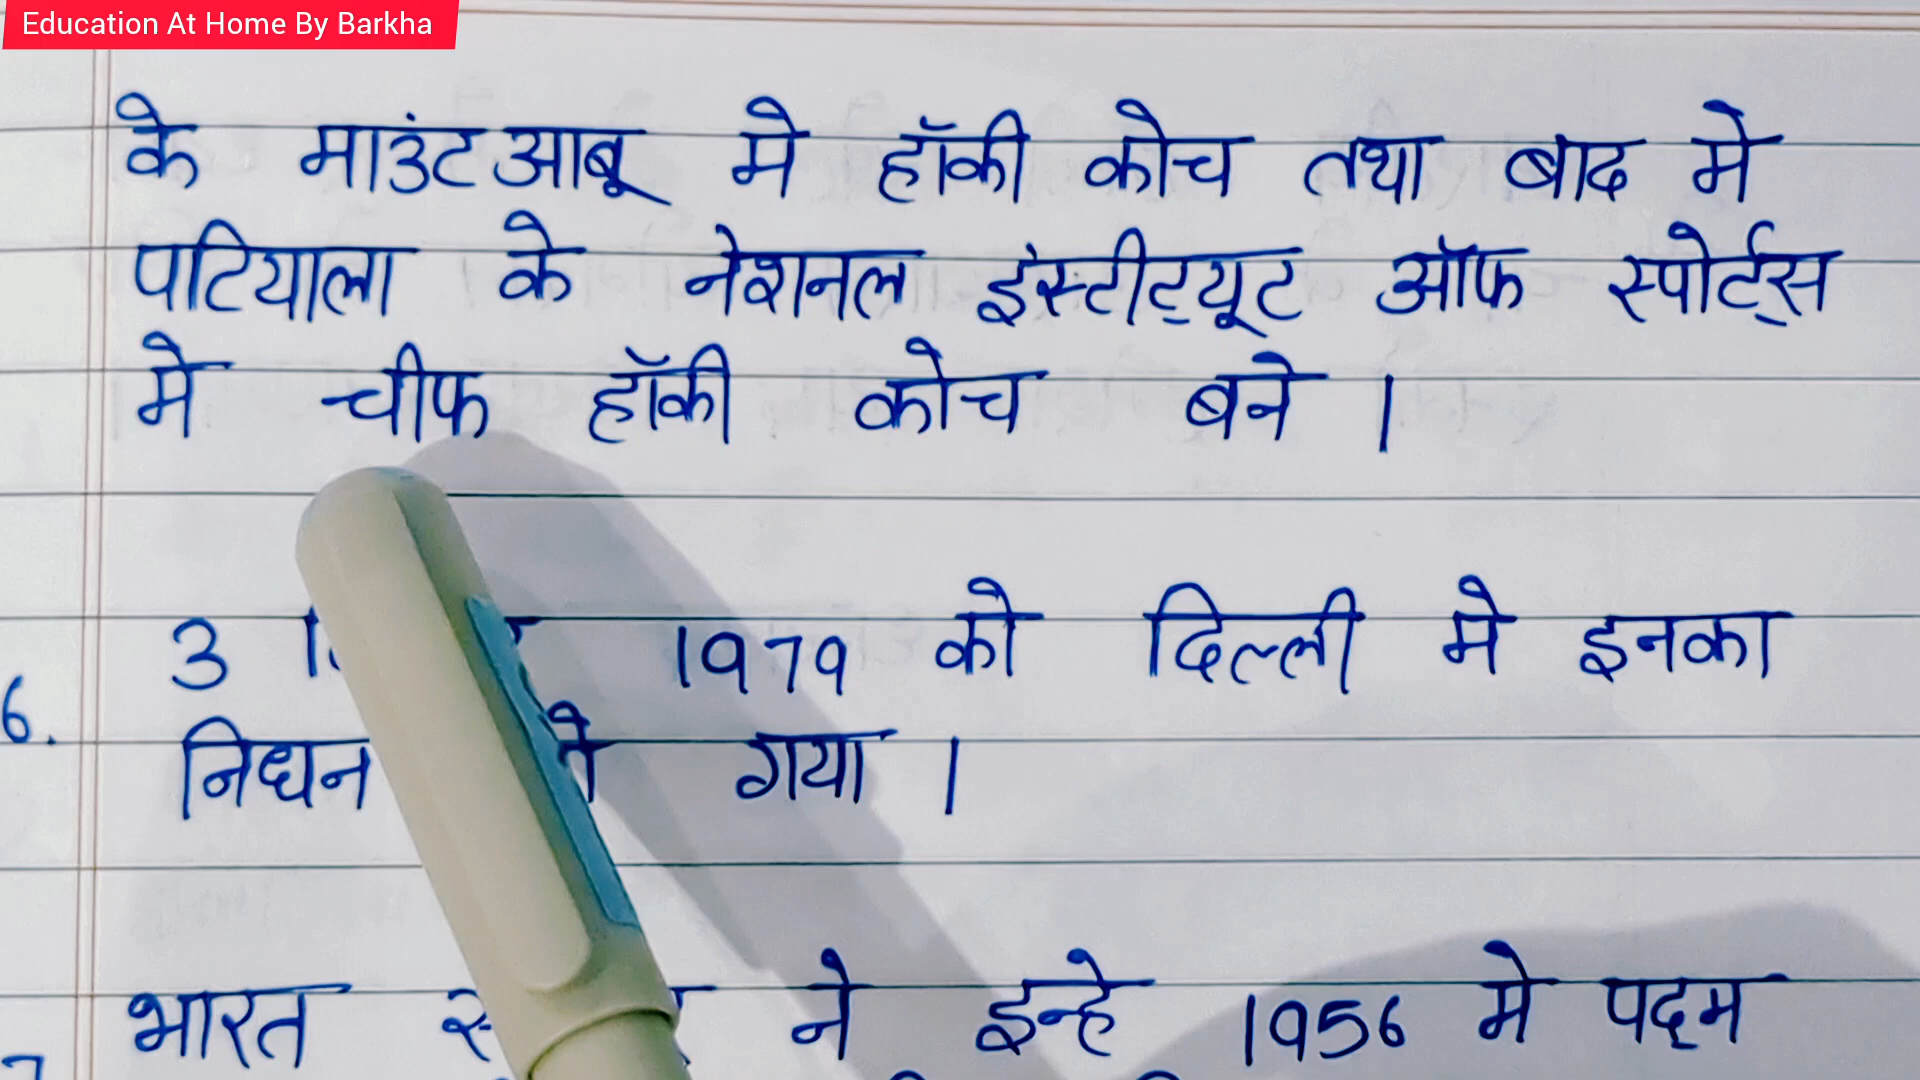 Education At Home By Barkha
के माउंटआबू मे हॉकी कोच तथा बाद मे
पटियाला के नेशनल इंस्टीट्यूट ऑफ स्पोर्ट्स
मे चीफ हॉकी कोच बने ।
3 1979 को दिल्ली मे इनका
6.
निधन गया ।
भारत ने इन्हे 1956 मे पद्म